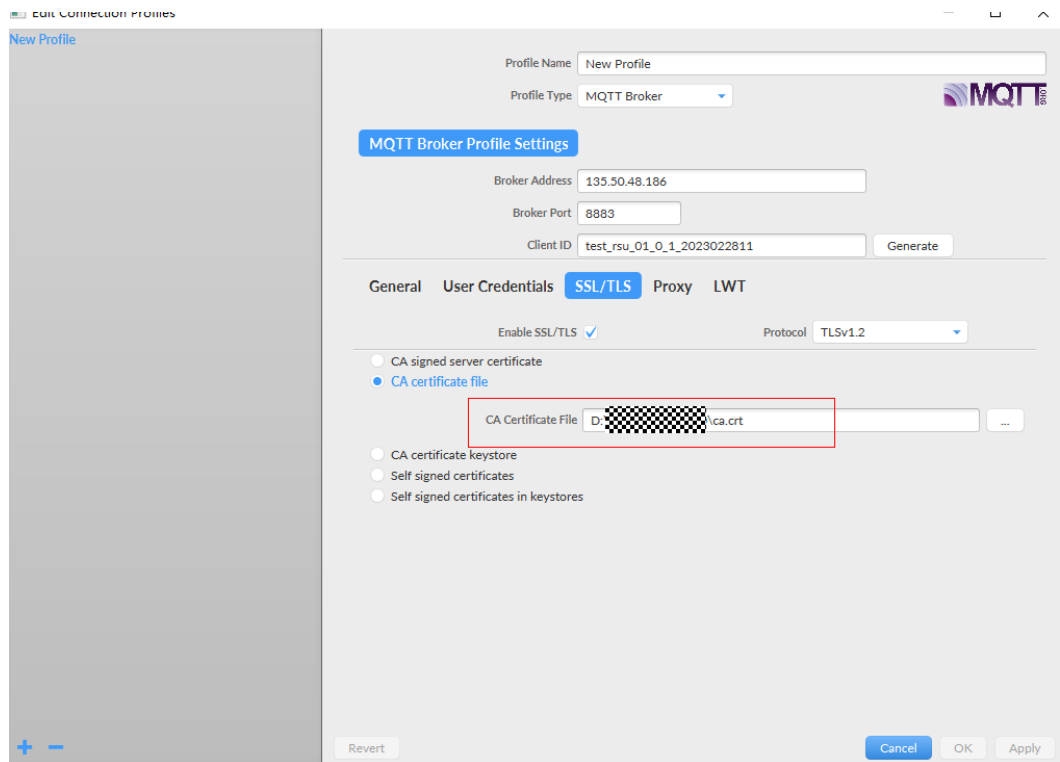 Edit Connection Profiles
New Profile
Profile Name New Profile
Profile Type MQTT Broker
MQTT ORG
MQTT Broker Profile Settings
Broker Address 135.50.48.186
Broker Port 8883
Client ID test_rsu_01_0_1_2023022811 Generate
General User Credentials SSL/TLS Proxy LWT
Enable SSL/TLS Protocol TLSv1.2
CA signed server certificate
CA certificate file
CA Certificate File D: \ca.crt ...
CA certificate keystore
Self signed certificates
Self signed certificates in keystores
Revert Cancel OK Apply